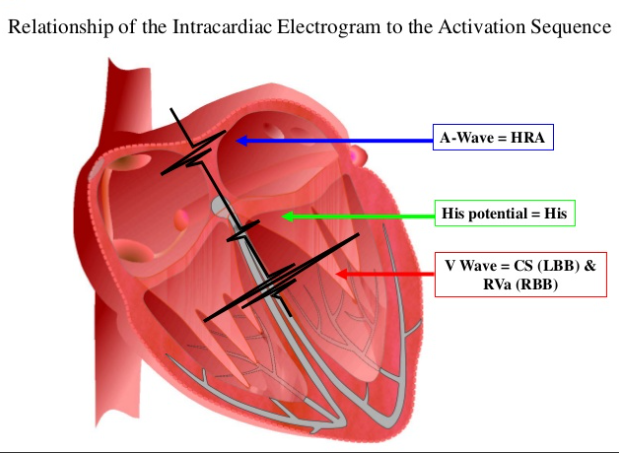 Relationship of the Intracardiac Electrogram to the Activation Sequence
A-Wave = HRA
His potential = His
V Wave = CS (LBB) &
RVa (RBB)